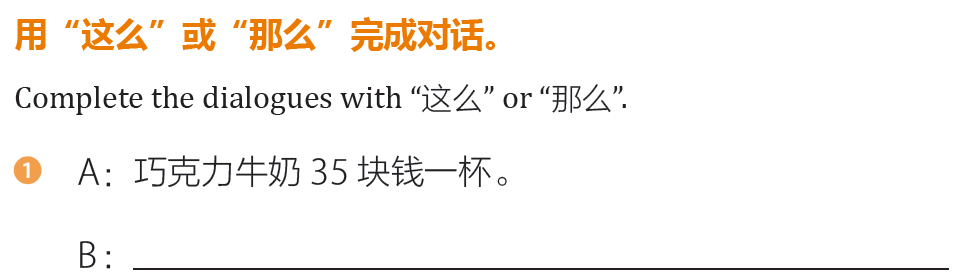 用“这么”或“那么”完成对话。
Complete the dialogues with “这么” or “那么”.
1 A：巧克力牛奶 35 块钱一杯。
B：